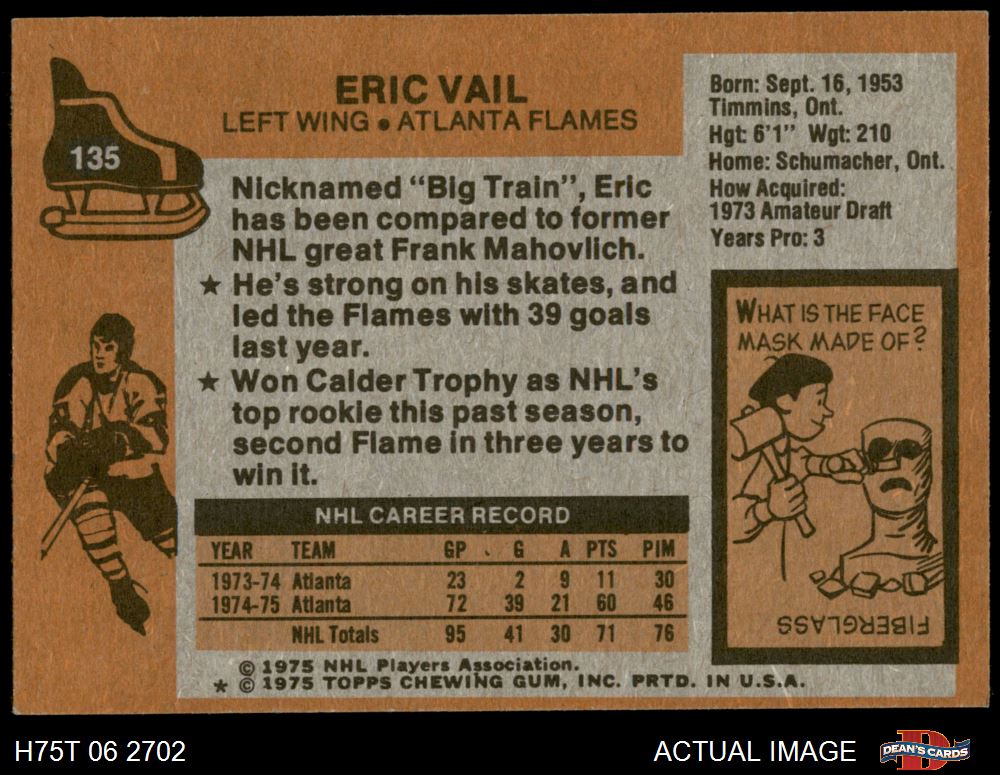 135
ERIC VAIL
LEFT WING • ATLANTA FLAMES
Nicknamed "Big Train", Eric
has been compared to former
NHL great Frank Mahovlich.
★ He's strong on his skates, and
led the Flames with 39 goals
last year.
★ Won Calder Trophy as NHL's
top rookie this past season,
second Flame in three years to
win it.
Born: Sept. 16, 1953
Timmins, Ont.
Hgt: 6'1" Wgt: 210
Home: Schumacher, Ont.
How Acquired:
1973 Amateur Draft
Years Pro: 3
WHAT IS THE FACE
MASK MADE OF?
FIBERGLASS
NHL CAREER RECORD
YEAR TEAM GP G A PTS PIM
1973-74 Atlanta 23 2 9 11 30
1974-75 Atlanta 72 39 21 60 46
NHL Totals 95 41 30 71 76
© 1975 NHL Players Association.
★ © 1975 TOPPS CHEWING GUM, INC. PRTD. IN U.S.A.
H75T 06 2702
ACTUAL IMAGE
D
DEAN'S CARDS